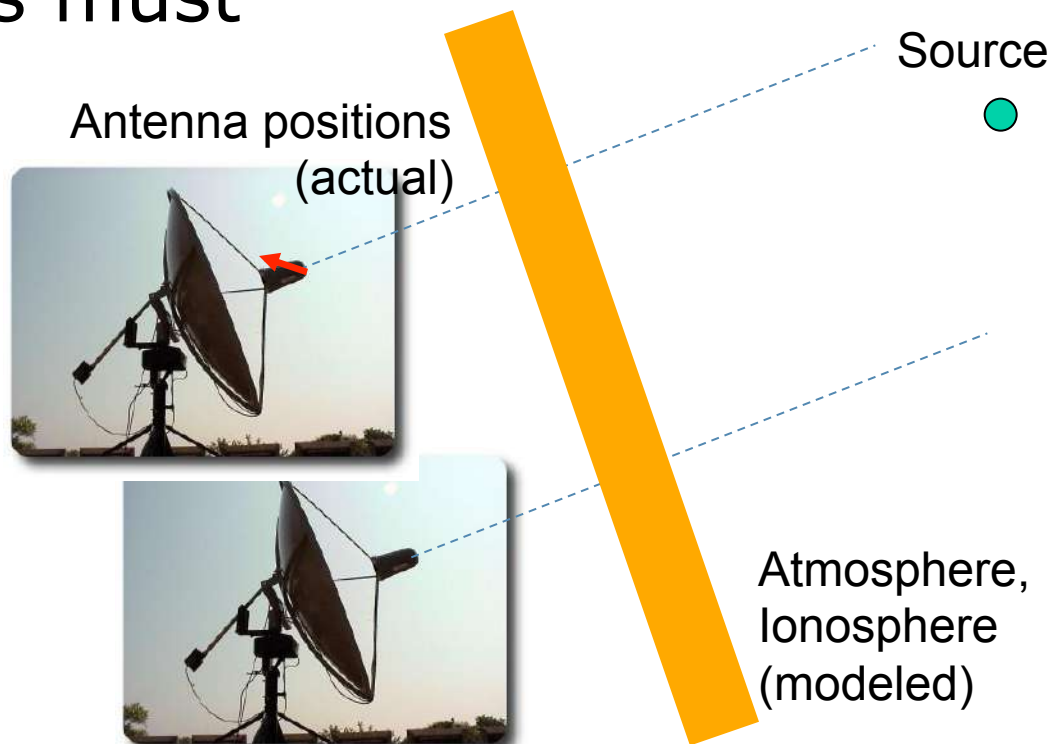 s must
Source
Antenna positions
(actual)
Atmosphere,
Ionosphere
(modeled)